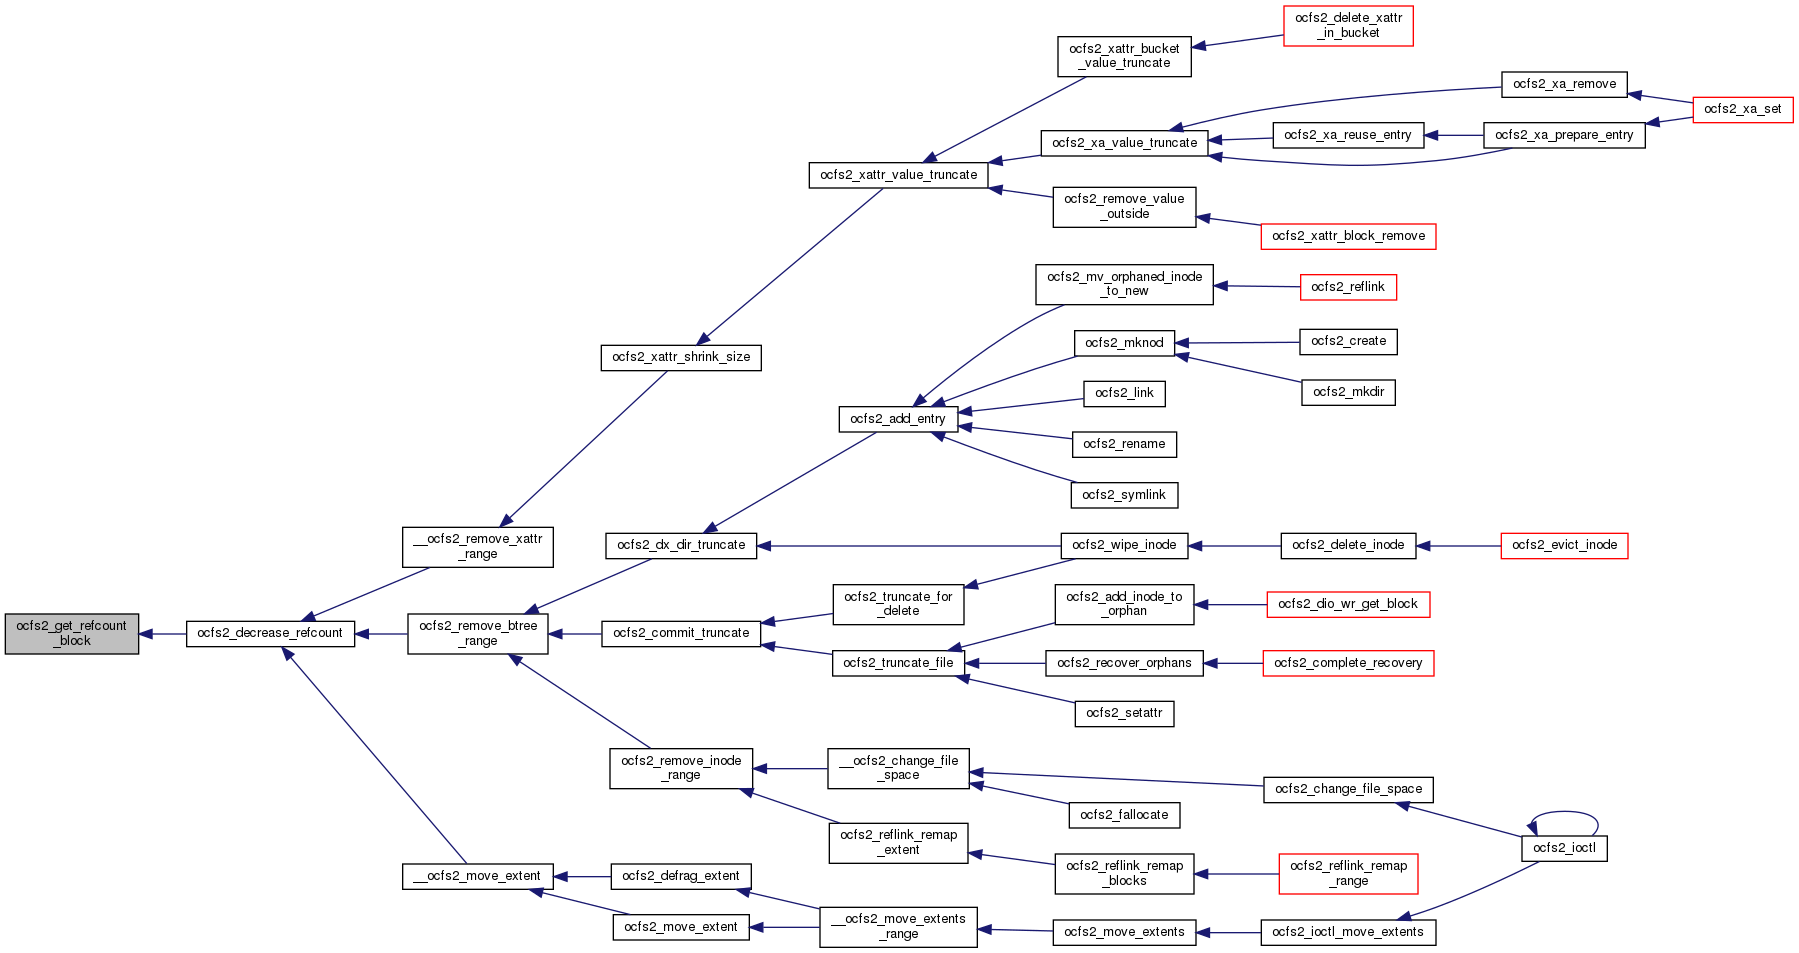 ocfs2_delete_xattr
_in_bucket
ocfs2_xattr_bucket
_value_truncate
ocfs2_xa_remove
ocfs2_xa_set
ocfs2_xa_reuse_entry
ocfs2_xa_prepare_entry
ocfs2_xa_value_truncate
ocfs2_xattr_value_truncate
ocfs2_remove_value
_outside
ocfs2_xattr_block_remove
ocfs2_mv_orphaned_inode
_to_new
ocfs2_reflink
ocfs2_mknod
ocfs2_create
ocfs2_xattr_shrink_size
ocfs2_link
ocfs2_mkdir
ocfs2_add_entry
ocfs2_rename
ocfs2_symlink
__ocfs2_remove_xattr
_range
ocfs2_dx_dir_truncate
ocfs2_wipe_inode
ocfs2_delete_inode
ocfs2_evict_inode
ocfs2_truncate_for
_delete
ocfs2_add_inode_to
_orphan
ocfs2_dio_wr_get_block
ocfs2_get_refcount
_block
ocfs2_decrease_refcount
ocfs2_remove_btree
_range
ocfs2_commit_truncate
ocfs2_truncate_file
ocfs2_recover_orphans
ocfs2_complete_recovery
ocfs2_setattr
ocfs2_remove_inode
_range
__ocfs2_change_file
_space
ocfs2_change_file_space
ocfs2_fallocate
ocfs2_reflink_remap
_extent
ocfs2_ioctl
ocfs2_reflink_remap
_blocks
ocfs2_reflink_remap
_range
__ocfs2_move_extent
ocfs2_defrag_extent
ocfs2_move_extent
__ocfs2_move_extents
_range
ocfs2_move_extents
ocfs2_ioctl_move_extents